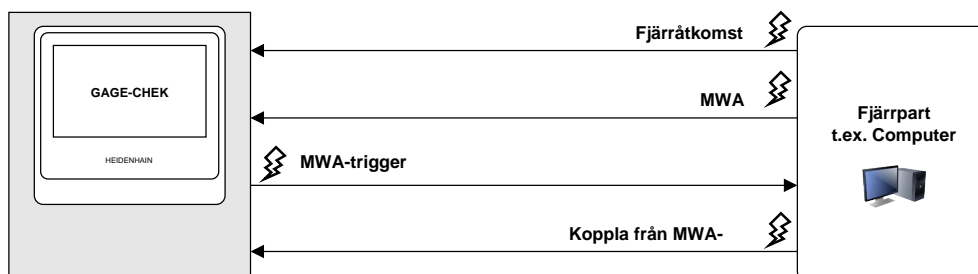 Fjärråtkomst
GAGE-CHEK
MWA
Fjärrpart
t.ex. Computer
HEIDENHAIN
MWA-trigger
Koppla från MWA-